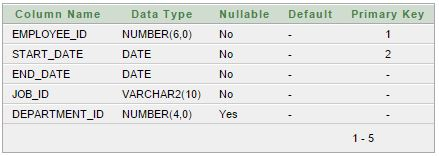 Column Name Data Type Nullable Default Primary Key
EMPLOYEE_ID NUMBER(6,0) No - 1
START_DATE DATE No - 2
END_DATE DATE No - -
JOB_ID VARCHAR2(10) No - -
DEPARTMENT_ID NUMBER(4,0) Yes - -
1 - 5